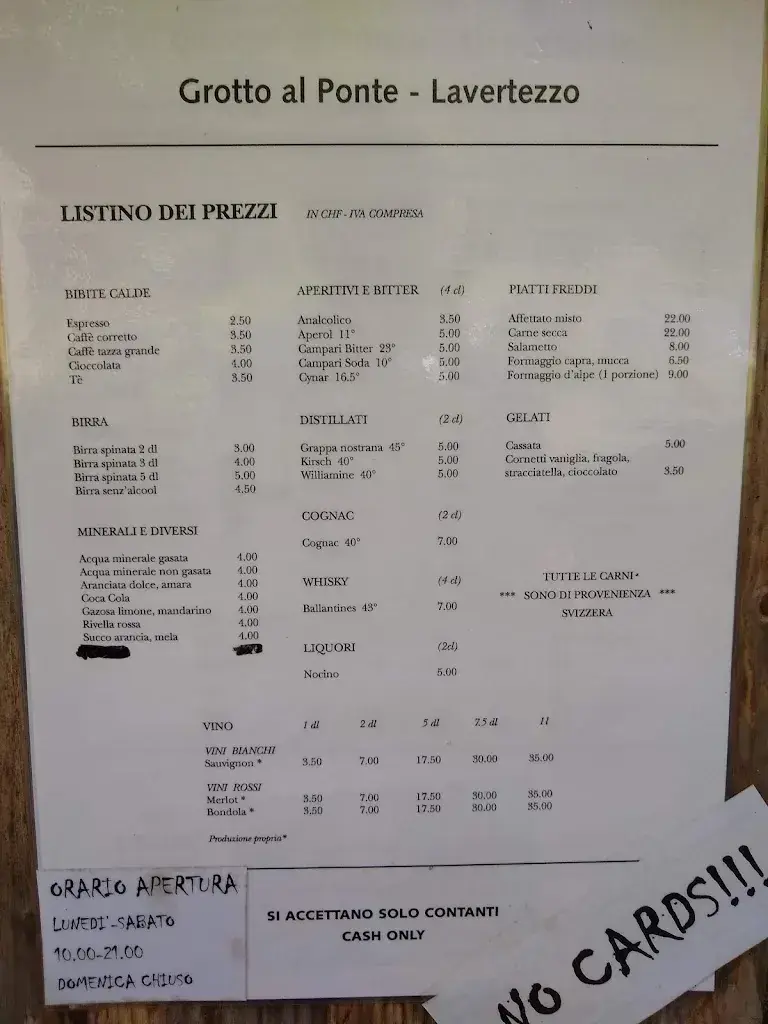 Grotto al Ponte - Lavertezzo
LISTINO DEI PREZZI IN CHF - IVA COMPRESA
BIBITE CALDE
Espresso 2.50
Caffè corretto 3.50
Caffè tazza grande 3.50
Cioccolata 4.00
Tè 3.50
BIRRA
Birra spinata 2 dl 3.00
Birra spinata 3 dl 4.00
Birra spinata 5 dl 5.00
Birra senz'alcool 4.50
MINERALI E DIVERSI
Acqua minerale gasata 4.00
Acqua minerale non gasata 4.00
Aranciata dolce, amara 4.00
Coca Cola 4.00
Gazosa limone, mandarino 4.00
Rivella rossa 4.00
Succo arancia, mela 4.00
APERITIVI E BITTER (4 cl)
Analcolico 3.50
Aperol 11° 5.00
Campari Bitter 23° 5.00
Campari Soda 10° 5.00
Cynar 16.5° 5.00
DISTILLATI (2 cl)
Grappa nostrana 45° 5.00
Kirsch 40° 5.00
Williamine 40° 5.00
COGNAC (2 cl)
Cognac 40° 7.00
WHISKY (4 cl)
Ballantines 43° 7.00
LIQUORI (2cl)
Nocino 5.00
PIATTI FREDDI
Affettato misto 22.00
Carne secca 22.00
Salametto 8.00
Formaggio capra, mucca 6.50
Formaggio d'alpe (1 porzione) 9.00
GELATI
Cassata 5.00
Cornetti vaniglia, fragola,
stracciatella, cioccolato 3.50
TUTTE LE CARNI
*** SONO DI PROVENIENZA ***
SVIZZERA
VINO 1 dl 2 dl 5 dl 7.5 dl 1l
VINI BIANCHI
Sauvignon * 3.50 7.00 17.50 30.00 35.00
VINI ROSSI
Merlot * 3.50 7.00 17.50 30.00 35.00
Bondola * 3.50 7.00 17.50 30.00 35.00
Produzione propria*
ORARIO APERTURA
LUNEDI'-SABATO
10.00-21.00
DOMENICA CHIUSO
SI ACCETTANO SOLO CONTANTI
CASH ONLY
NO CARDS!!!